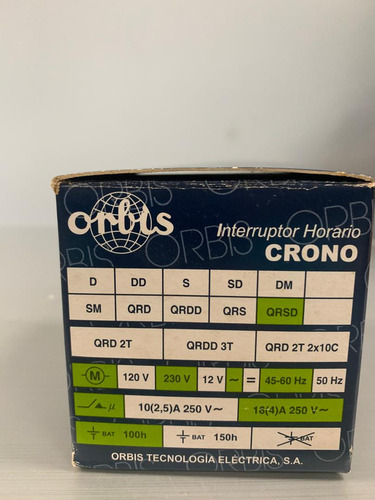 orbis
Interruptor Horario
CRONO
D DD S SD DM
SM QRD QRDD QRS QRSD
QRD 2T QRDD 3T QRD 2T 2x10C
M 120 V 230 V 12 V ~ = 45-60 Hz 50 Hz
µ 10(2,5)A 250 V~ 16(4)A 250 V~
BAT 100h BAT 150h BAT
ORBIS TECNOLOGÍA ELÉCTRICA, S.A.